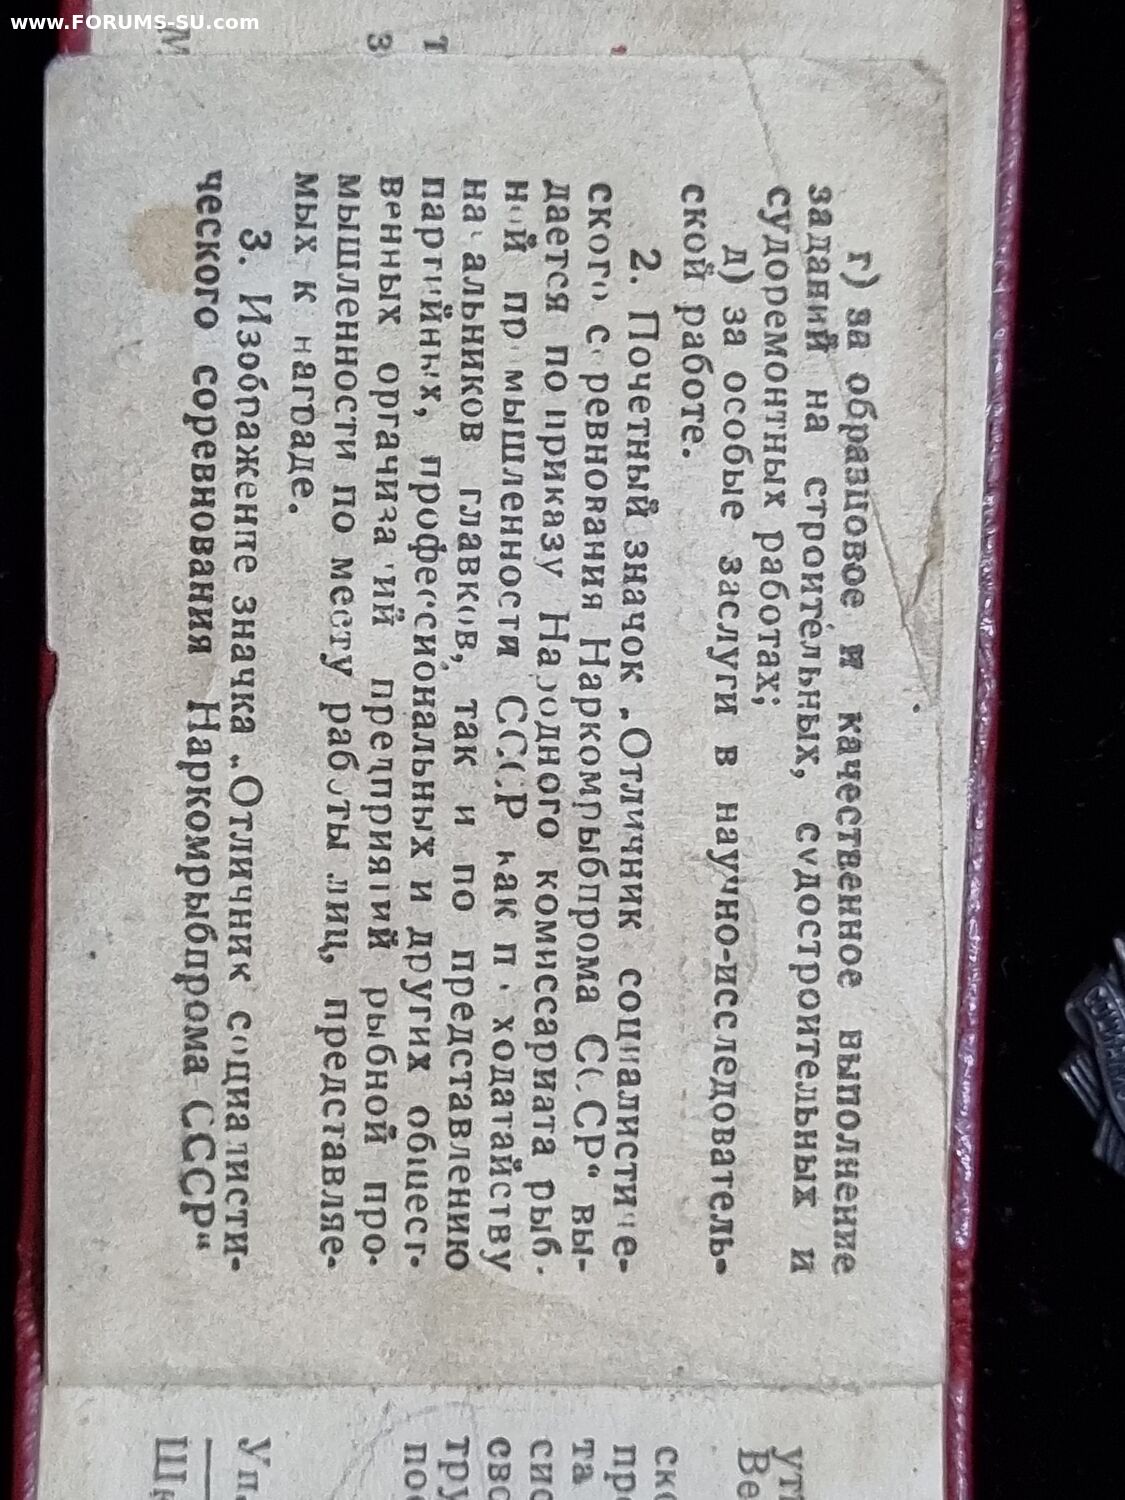 www.FORUMS-SU.com
г) за образцовое и качественное выполнение
заданий на строительных, судостроительных и
судоремонтных работах;
д) за особые заслуги в научно-исследователь-
ской работе.
2. Почетный значок „Отличник социалистиче-
ского соревнования Наркомрыбпрома СССР“ вы-
дается по приказу Народного комиссариата рыб-
ной промышленности СССР как по ходатайству
начальников главков, так и по представлению
партийных, профессиональных и других общест-
венных организаций предприятий рыбной про-
мышленности по месту работы лиц, представляе-
мых к награде.
3. Изображение значка „Отличник социалисти-
ческого соревнования Наркомрыбпрома СССР“